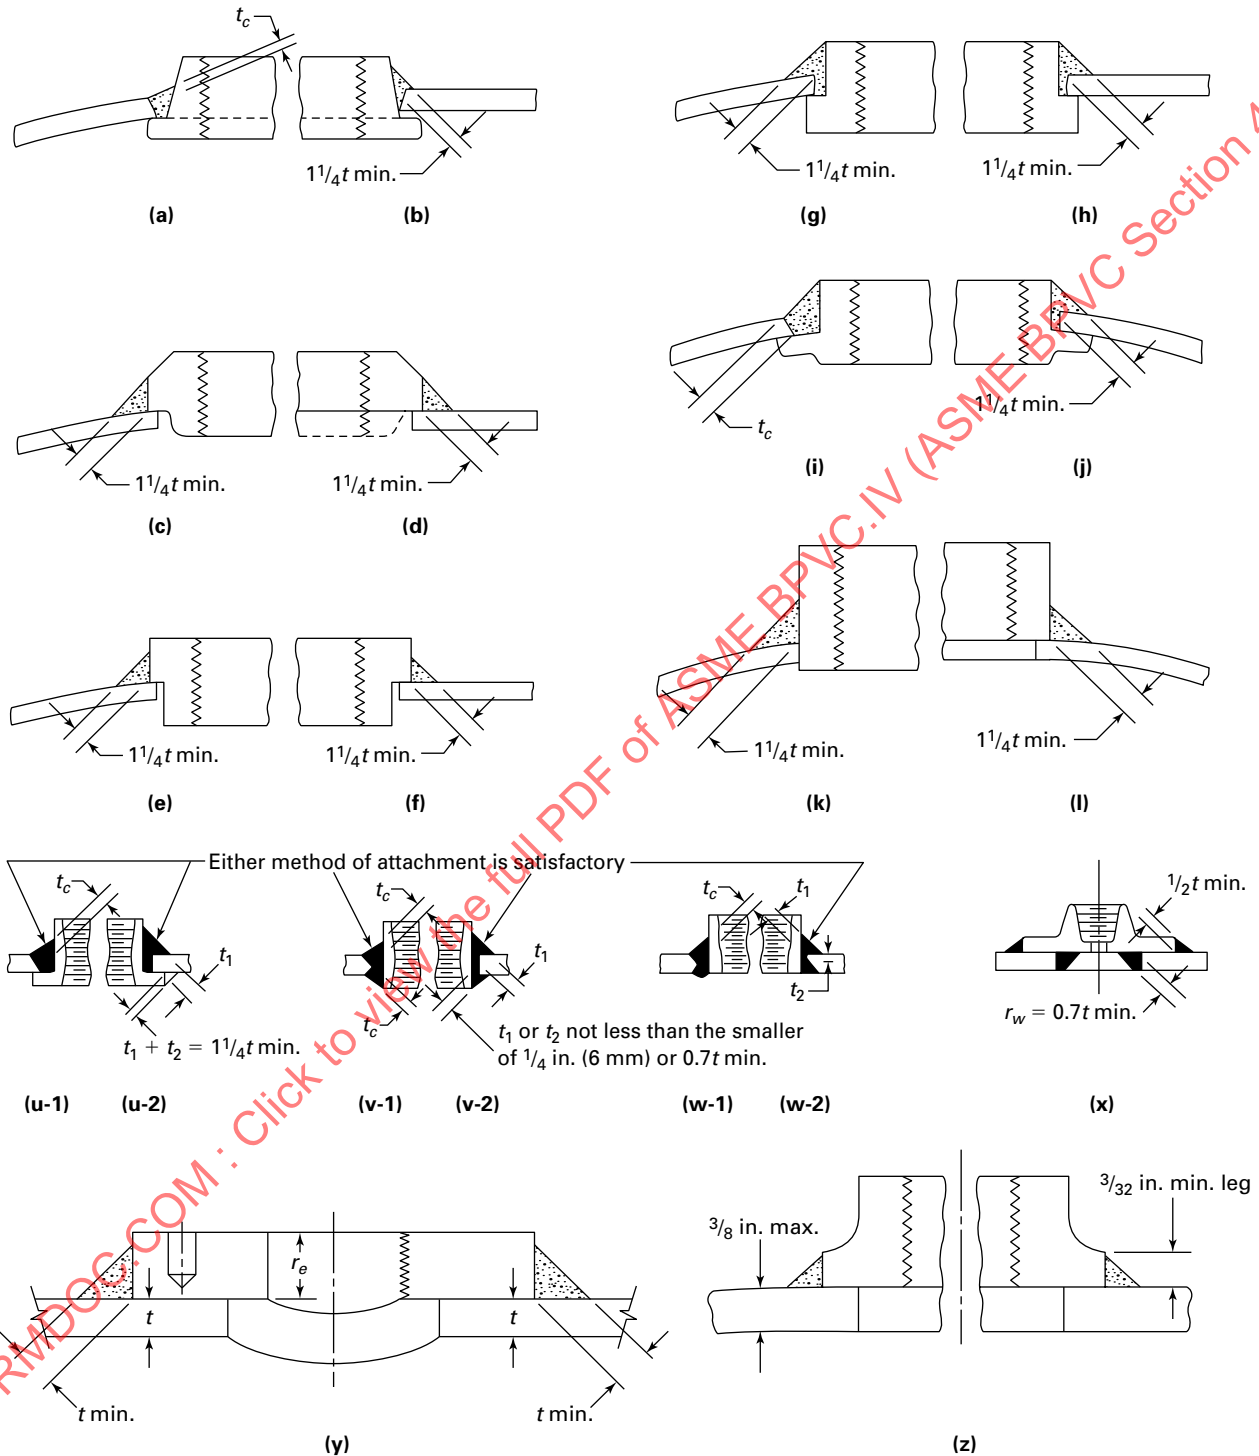 t_c
1 1/4 t min.
(a)
(b)
1 1/4 t min.
1 1/4 t min.
(g)
(h)
1 1/4 t min.
1 1/4 t min.
(c)
(d)
t_c
1 1/4 t min.
(i)
(j)
1 1/4 t min.
1 1/4 t min.
(e)
(f)
1 1/4 t min.
1 1/4 t min.
(k)
(l)
Either method of attachment is satisfactory
t_c
t_1
t_1 + t_2 = 1 1/4 t min.
(u-1)
(u-2)
t_c
t_1
t_c
t_1 or t_2 not less than the smaller
of 1/4 in. (6 mm) or 0.7t min.
(v-1)
(v-2)
t_c
t_1
t_2
(w-1)
(w-2)
1/2 t min.
r_w = 0.7t min.
(x)
r_e
t
t
t min.
t min.
(y)
3/8 in. max.
3/32 in. min. leg
(z)
RMDOC.COM : Click to view the full PDF of ASME BPVC.IV (ASME BPVC Section 4